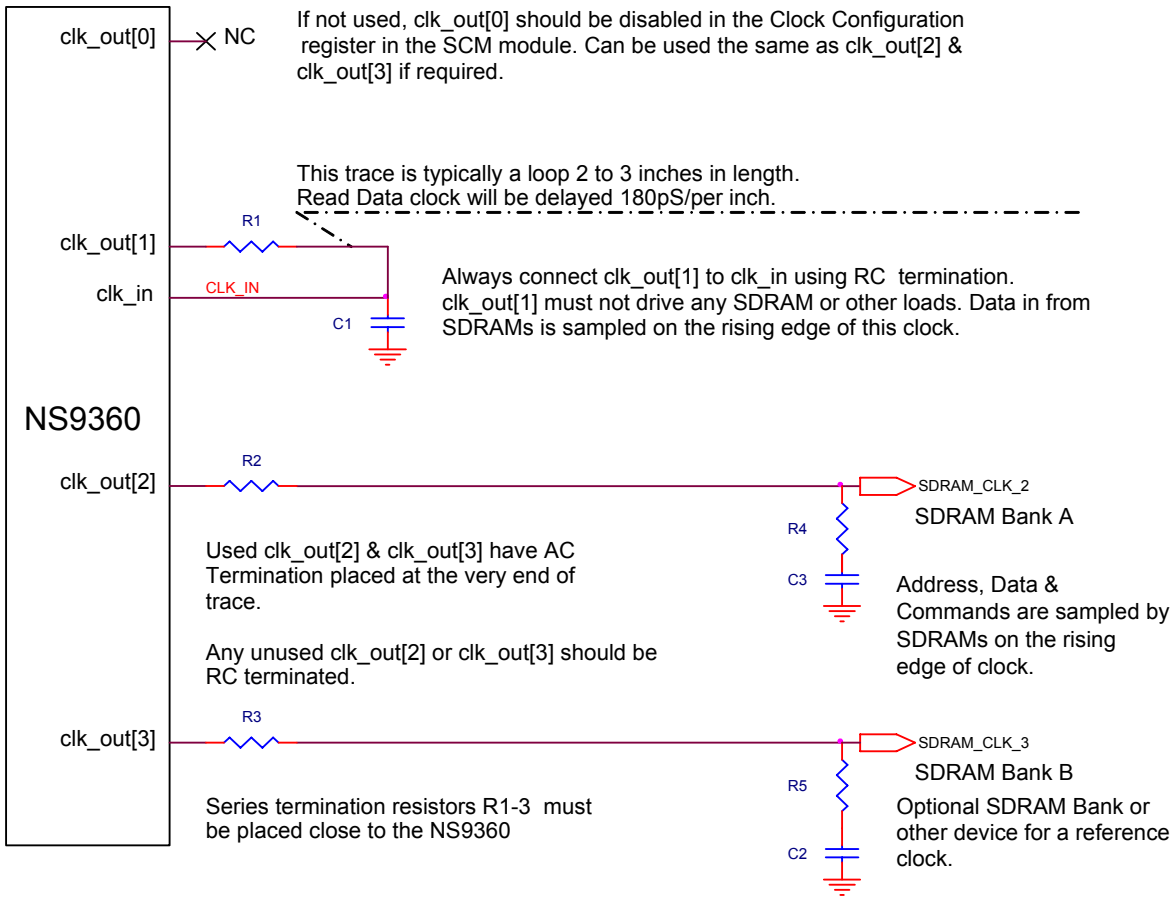 clk_out[0]
NC
If not used, clk_out[0] should be disabled in the Clock Configuration
register in the SCM module. Can be used the same as clk_out[2] &
clk_out[3] if required.
This trace is typically a loop 2 to 3 inches in length.
Read Data clock will be delayed 180pS/per inch.
R1
clk_out[1]
clk_in
CLK_IN
C1
Always connect clk_out[1] to clk_in using RC termination.
clk_out[1] must not drive any SDRAM or other loads. Data in from
SDRAMs is sampled on the rising edge of this clock.
NS9360
R2
clk_out[2]
SDRAM_CLK_2
SDRAM Bank A
R4
C3
Used clk_out[2] & clk_out[3] have AC
Termination placed at the very end of
trace.
Address, Data &
Commands are sampled by
SDRAMs on the rising
edge of clock.
Any unused clk_out[2] or clk_out[3] should be
RC terminated.
R3
clk_out[3]
SDRAM_CLK_3
SDRAM Bank B
R5
C2
Series termination resistors R1-3 must
be placed close to the NS9360
Optional SDRAM Bank or
other device for a reference
clock.